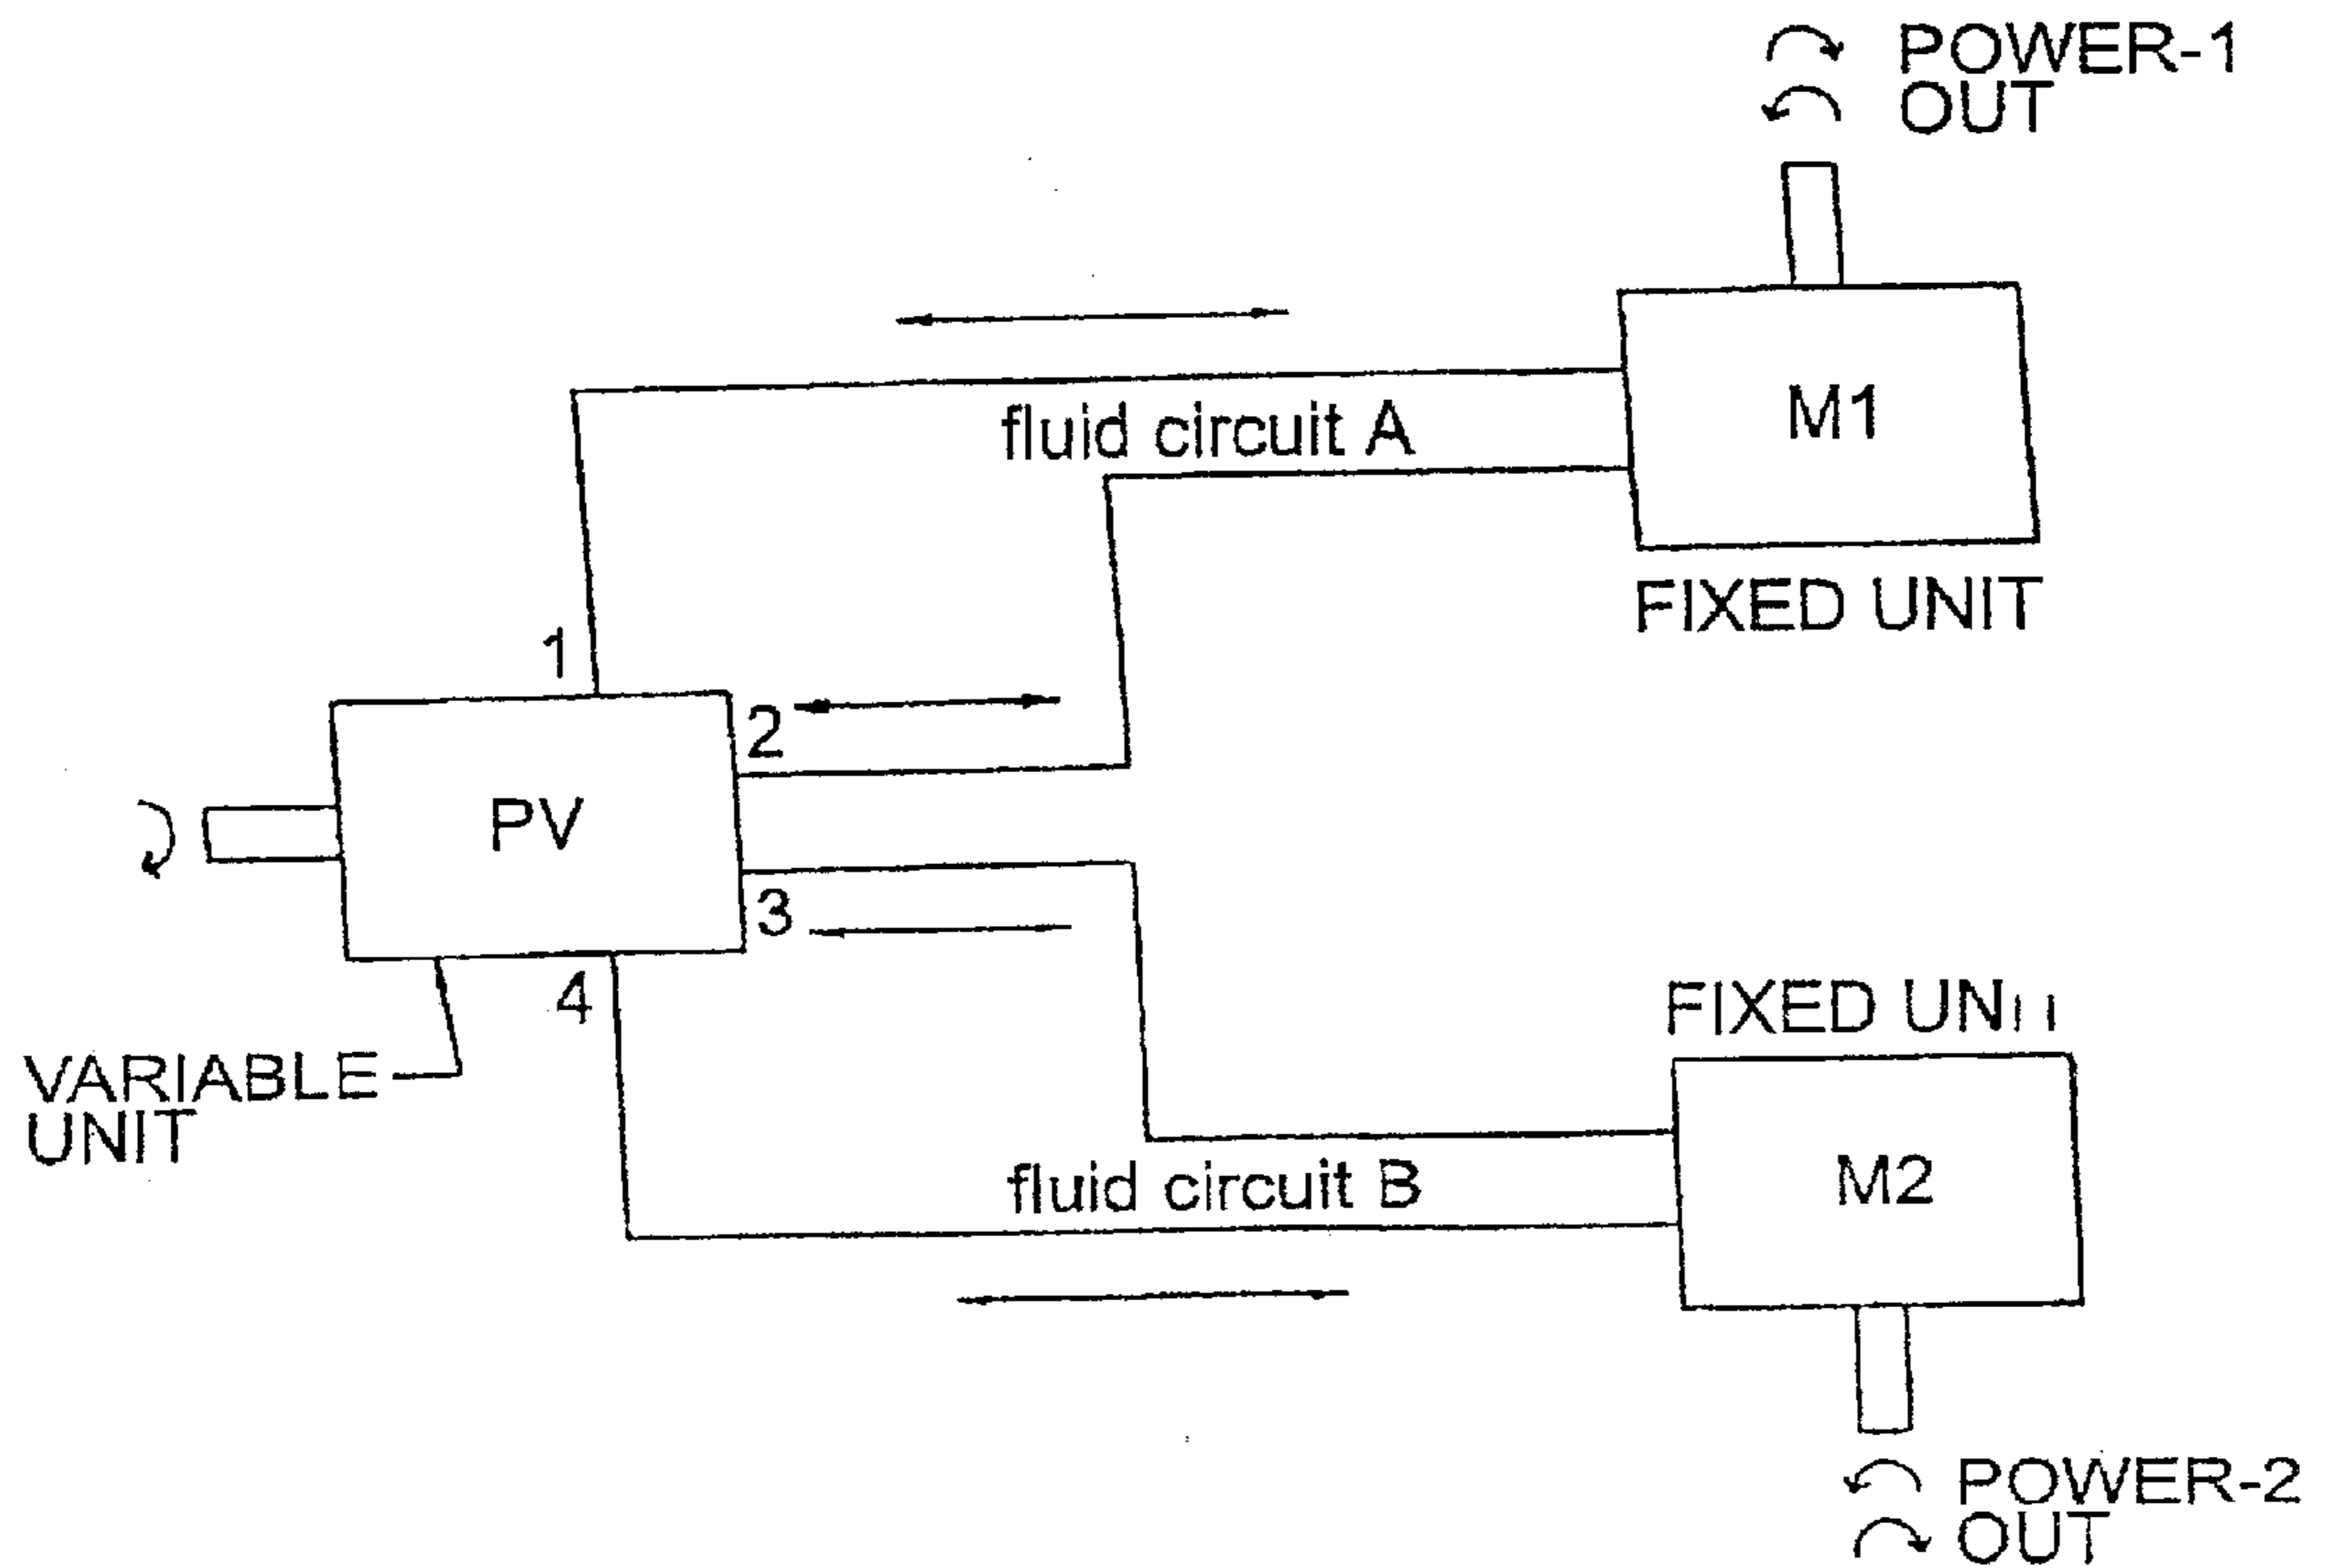 POWER-1
OUT
fluid circuit A
M1
FIXED UNIT
1
2
PV
3
4
VARIABLE
UNIT
FIXED
fluid circuit B
M2
POWER-2
OUT